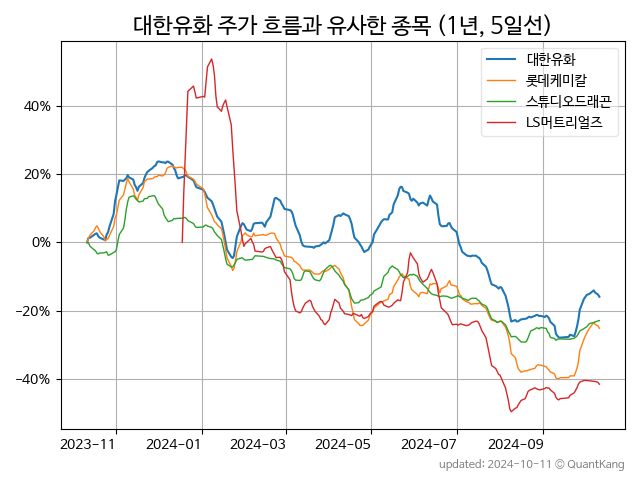 대한유화 주가 흐름과 유사한 종목 (1년, 5일선)
대한유화
롯데케미칼
스튜디오드래곤
LS머트리얼즈
40%
20%
0%
−20%
−40%
2023-11
2024-01
2024-03
2024-05
2024-07
2024-09
updated: 2024-10-11 © QuantKang